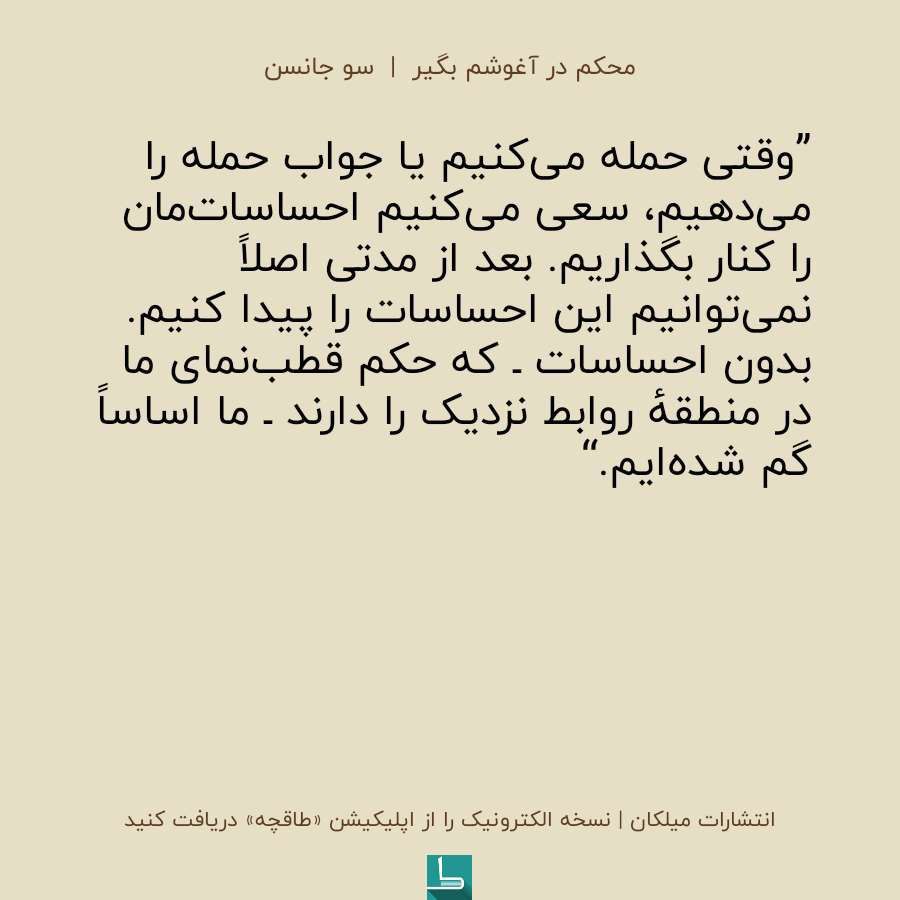 محکم در آغوشم بگیر | سو جانسن
”وقتی حمله می‌کنیم یا جواب حمله را
می‌دهیم، سعی می‌کنیم احساسات‌مان
را کنار بگذاریم. بعد از مدتی اصلاً
نمی‌توانیم این احساسات را پیدا کنیم.
بدون احساسات ـ که حکم قطب‌نمای ما
در منطقهٔ روابط نزدیک را دارند ـ ما اساساً
گم شده‌ایم.“
انتشارات میلکان | نسخه الکترونیک را از اپلیکیشن «طاقچه» دریافت کنید